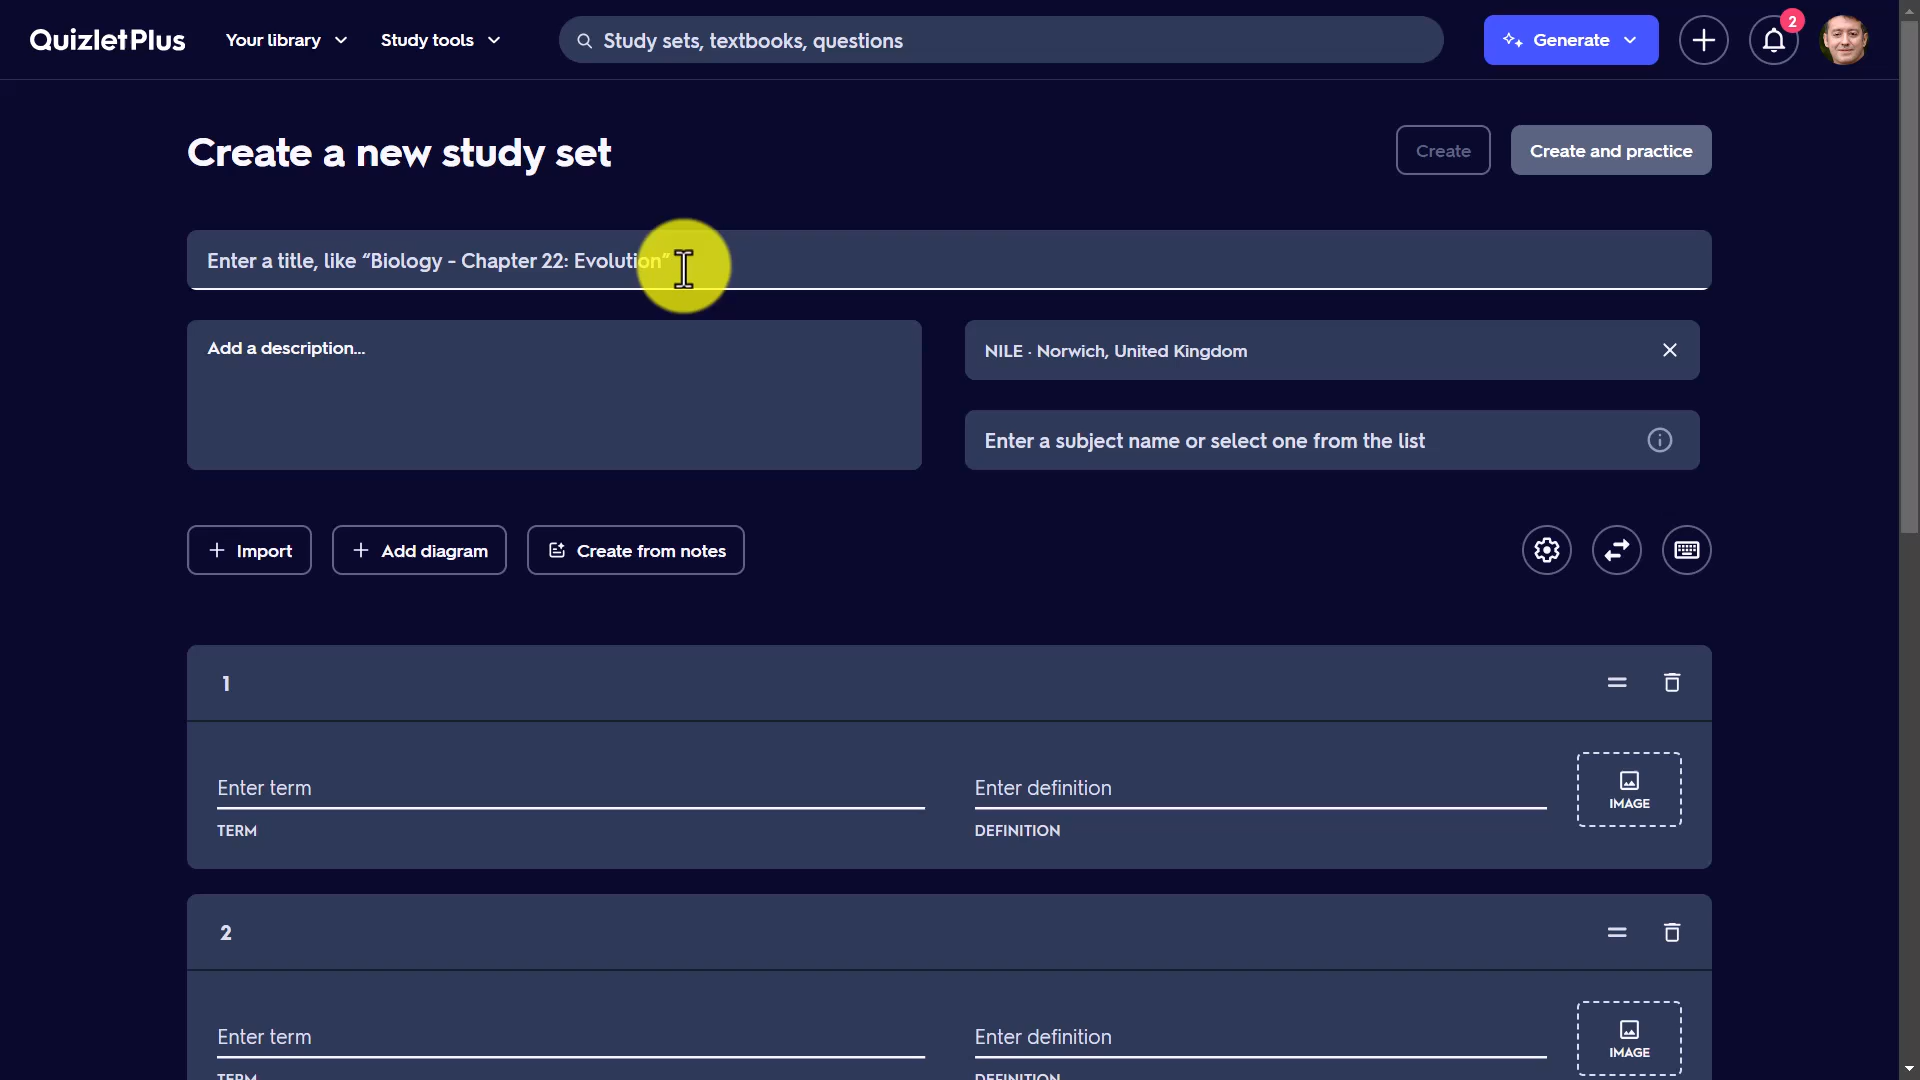 QuizletPlus
Your library
Study tools
Study sets, textbooks, questions
Generate
2
Create a new study set
Create
Create and practice
Enter a title, like “Biology - Chapter 22: Evolution”
Add a description...
NILE · Norwich, United Kingdom
Enter a subject name or select one from the list
Import
Add diagram
Create from notes
1
Enter term
Enter definition
IMAGE
TERM
DEFINITION
2
Enter term
Enter definition
IMAGE
TERM
DEFINITION